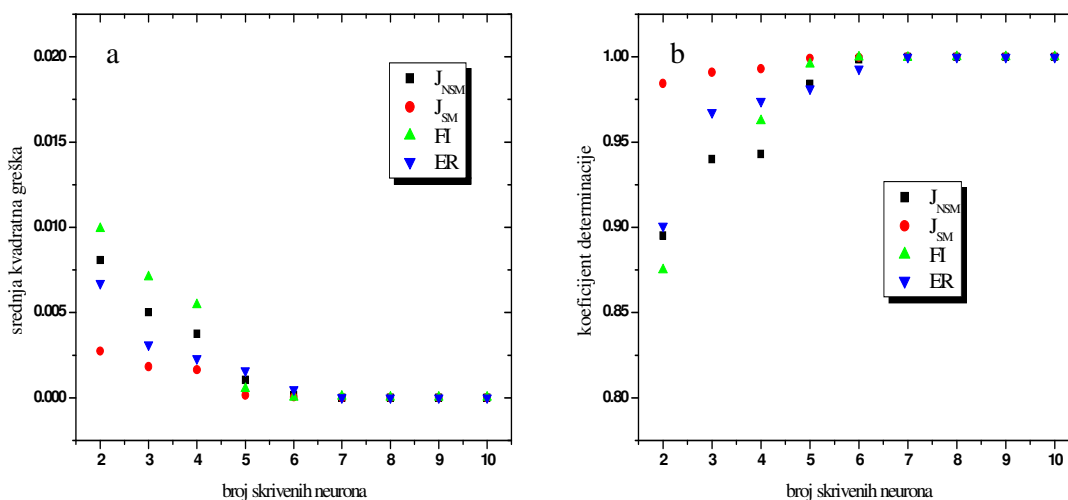 a
srednja kvadratna greška
0.020
0.015
0.010
0.005
0.000
J_NSM
J_SM
FI
ER
2 3 4 5 6 7 8 9 10
broj skrivenih neurona
b
koeficijent determinacije
1.00
0.95
0.90
0.85
0.80
J_NSM
J_SM
FI
ER
2 3 4 5 6 7 8 9 10
broj skrivenih neurona